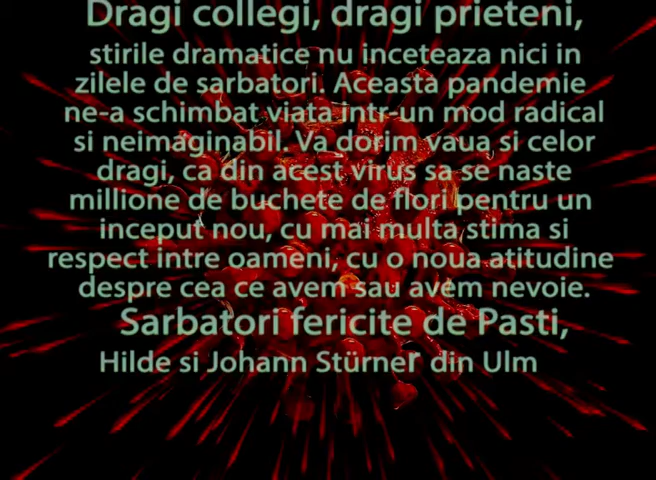 Dragi collegi, dragi prieteni,
stirile dramatice nu inceteaza nici in
zilele de sarbatori. Aceasta pandemie
ne-a schimbat viata intr-un mod radical
si neimaginabil. Va dorim vaua si celor
dragi, ca din acest virus sa se naste
millione de buchete de flori pentru un
inceput nou, cu mai multa stima si
respect intre oameni, cu o noua atitudine
despre cea ce avem sau avem nevoie.
Sarbatori fericite de Pasti,
Hilde si Johann Stürner din Ulm